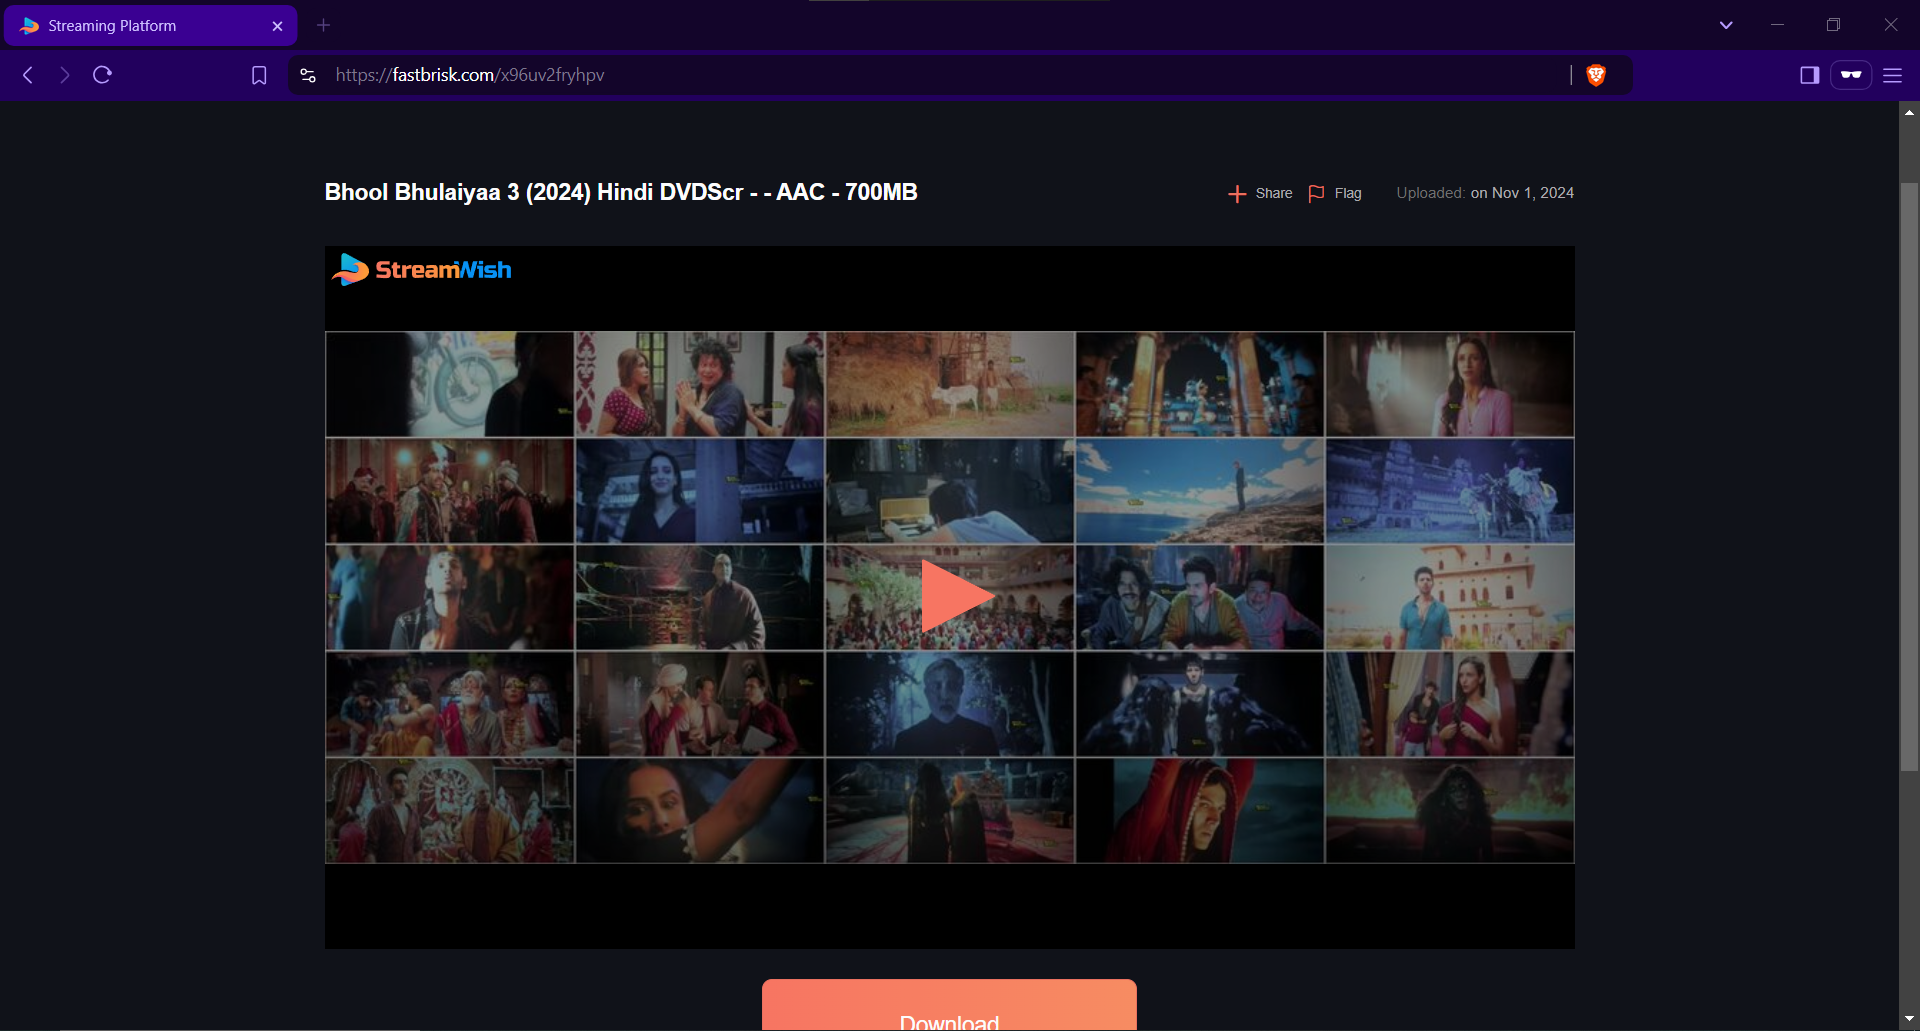 Streaming Platform
https://fastbrisk.com/x96uv2fryhpv
Bhool Bhulaiyaa 3 (2024) Hindi DVDScr - - AAC - 700MB
Share
Flag
Uploaded: on Nov 1, 2024
StreamWish
Download